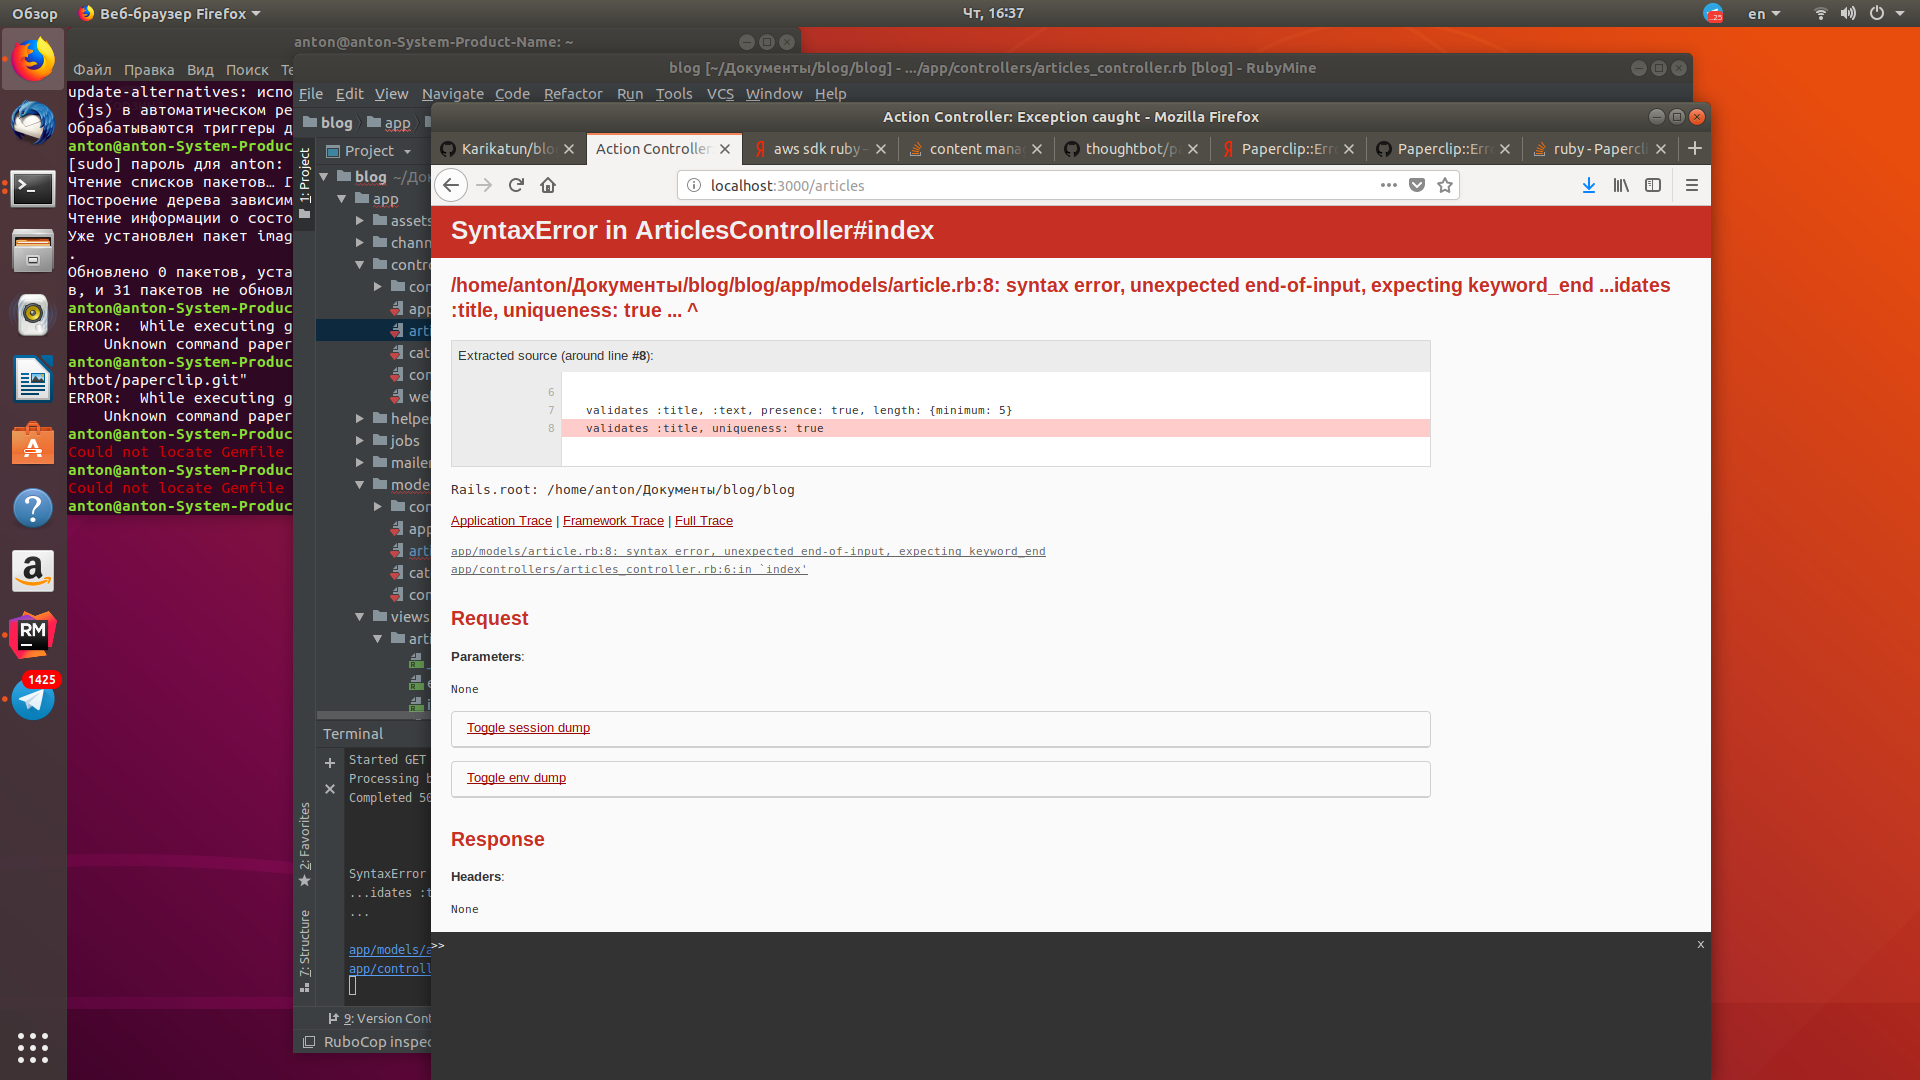 Обзор
Веб-браузер Firefox
Чт, 16:37
25
en
anton@anton-System-Product-Name: ~
Файл Правка Вид Поиск Те
update-alternatives: испо
(js) в автоматическом ре
Обрабатываются триггеры д
anton@anton-System-Produc
[sudo] пароль для anton:
Чтение списков пакетов… Г
Построение дерева зависим
Чтение информации о состо
Уже установлен пакет imag
.
Обновлено 0 пакетов, уста
в, и 31 пакетов не обновл
anton@anton-System-Produc
ERROR:  While executing g
    Unknown command paper
anton@anton-System-Produc
htbot/paperclip.git"
ERROR:  While executing g
    Unknown command paper
anton@anton-System-Produc
Could not locate Gemfile
anton@anton-System-Produc
Could not locate Gemfile
anton@anton-System-Produc
1425
blog [~/Документы/blog/blog] - .../app/controllers/articles_controller.rb [blog] - RubyMine
File Edit View Navigate Code Refactor Run Tools VCS Window Help
blog app
1: Project
Project
blog ~/До
app
assets
chann
contro
con
app
arti
cat
com
wel
helper
jobs
mailer
mode
con
app
arti
cat
com
views
arti
Terminal
Started GET
Processing b
Completed 50
SyntaxError
...idates :t
...
app/models/a
app/controll
2: Favorites
7: Structure
9: Version Cont
RuboCop inspec
Action Controller: Exception caught - Mozilla Firefox
Karikatun/blo
Action Controller:
aws sdk ruby
content mana
thoughtbot/pa
Paperclip::Erro
Paperclip::Erro
ruby - Papercli
localhost:3000/articles
SyntaxError in ArticlesController#index
/home/anton/Документы/blog/blog/app/models/article.rb:8: syntax error, unexpected end-of-input, expecting keyword_end ...idates
:title, uniqueness: true ... ^
Extracted source (around line #8):
6
7 validates :title, :text, presence: true, length: {minimum: 5}
8 validates :title, uniqueness: true
Rails.root: /home/anton/Документы/blog/blog
Application Trace | Framework Trace | Full Trace
app/models/article.rb:8: syntax error, unexpected end-of-input, expecting keyword_end
app/controllers/articles_controller.rb:6:in `index'
Request
Parameters:
None
Toggle session dump
Toggle env dump
Response
Headers:
None
>>
x